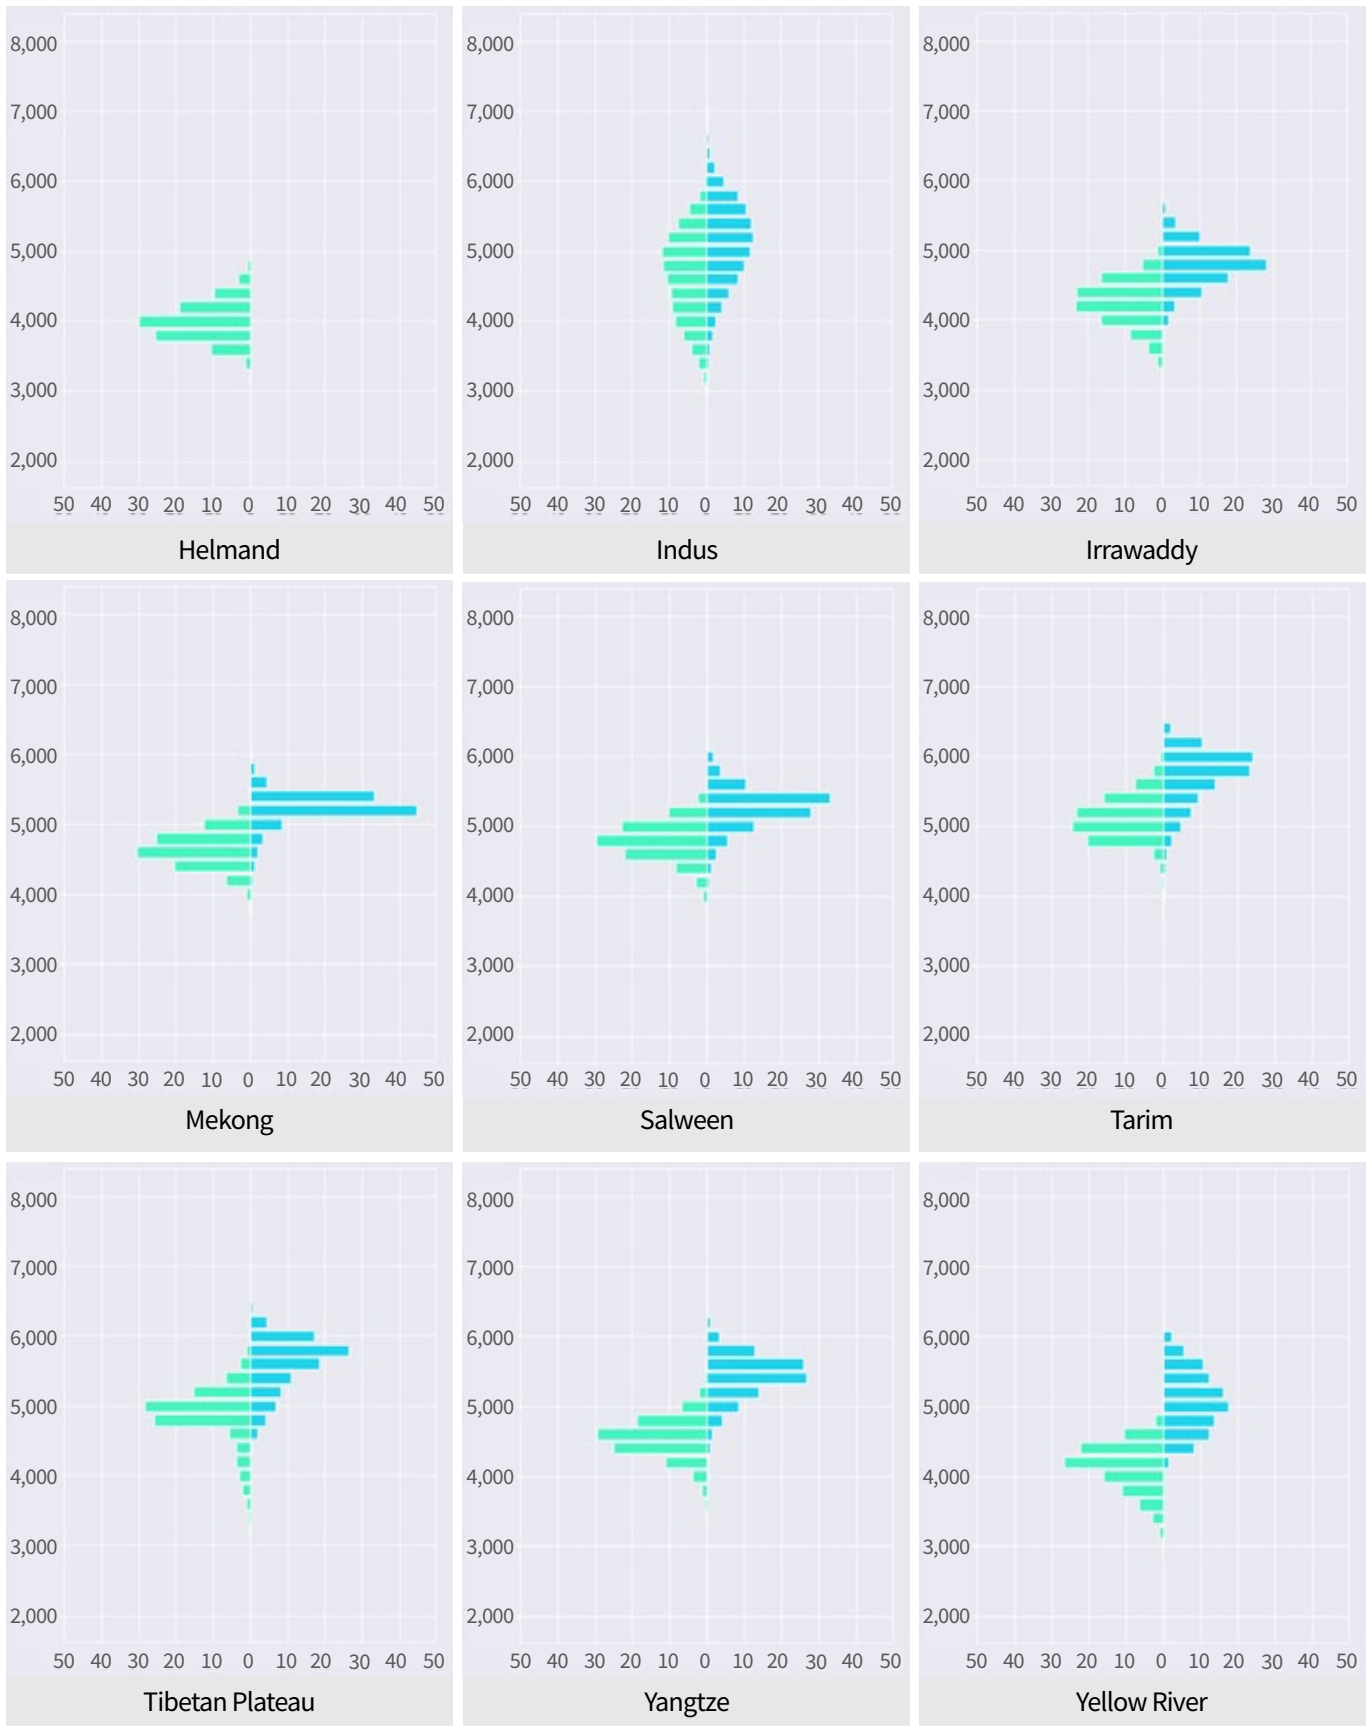 8,000 8,000 8,000
7,000 7,000 7,000
6,000 6,000 6,000
5,000 5,000 5,000
4,000 4,000 4,000
3,000 3,000 3,000
2,000 2,000 2,000
50 40 30 20 10 0 10 20 30 40 50 50 40 30 20 10 0 10 20 30 40 50 50 40 30 20 10 0 10 20 30 40 50
Helmand Indus Irrawaddy
8,000 8,000 8,000
7,000 7,000 7,000
6,000 6,000 6,000
5,000 5,000 5,000
4,000 4,000 4,000
3,000 3,000 3,000
2,000 2,000 2,000
50 40 30 20 10 0 10 20 30 40 50 50 40 30 20 10 0 10 20 30 40 50 50 40 30 20 10 0 10 20 30 40 50
Mekong Salween Tarim
8,000 8,000 8,000
7,000 7,000 7,000
6,000 6,000 6,000
5,000 5,000 5,000
4,000 4,000 4,000
3,000 3,000 3,000
2,000 2,000 2,000
50 40 30 20 10 0 10 20 30 40 50 50 40 30 20 10 0 10 20 30 40 50 50 40 30 20 10 0 10 20 30 40 50
Tibetan Plateau Yangtze Yellow River